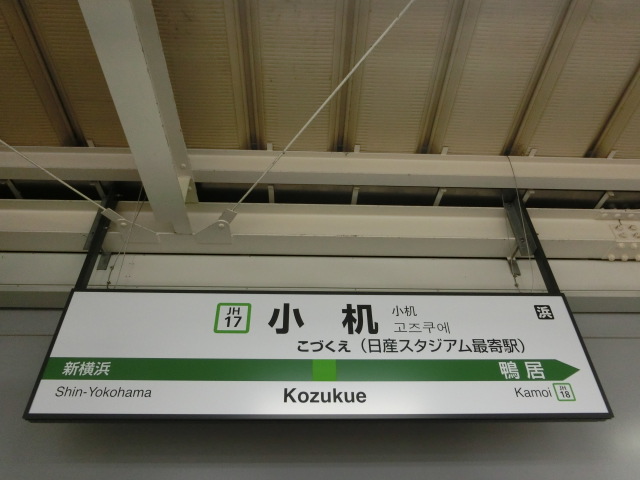 JH
17
小机
小机
고즈쿠에
浜
こづくえ（日産スタジアム最寄駅）
新横浜
鴨居
Shin-Yokohama
Kozukue
Kamoi
JH
18